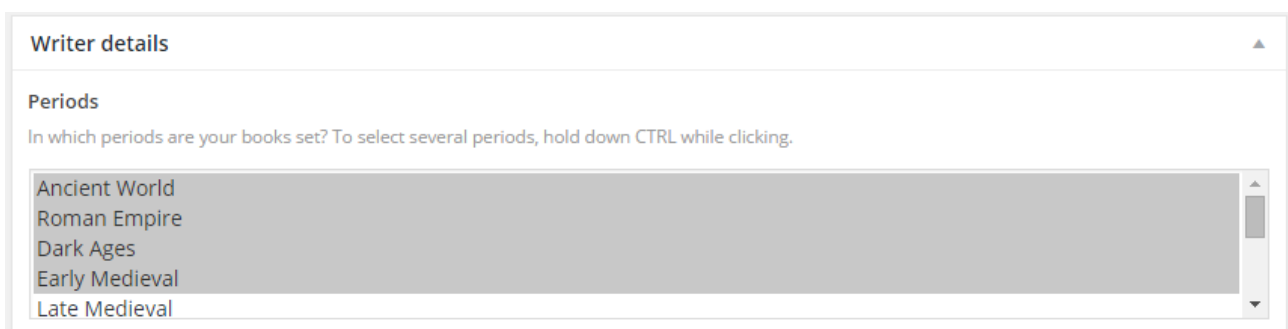 Writer details
Periods
In which periods are your books set? To select several periods, hold down CTRL while clicking.
Ancient World
Roman Empire
Dark Ages
Early Medieval
Late Medieval